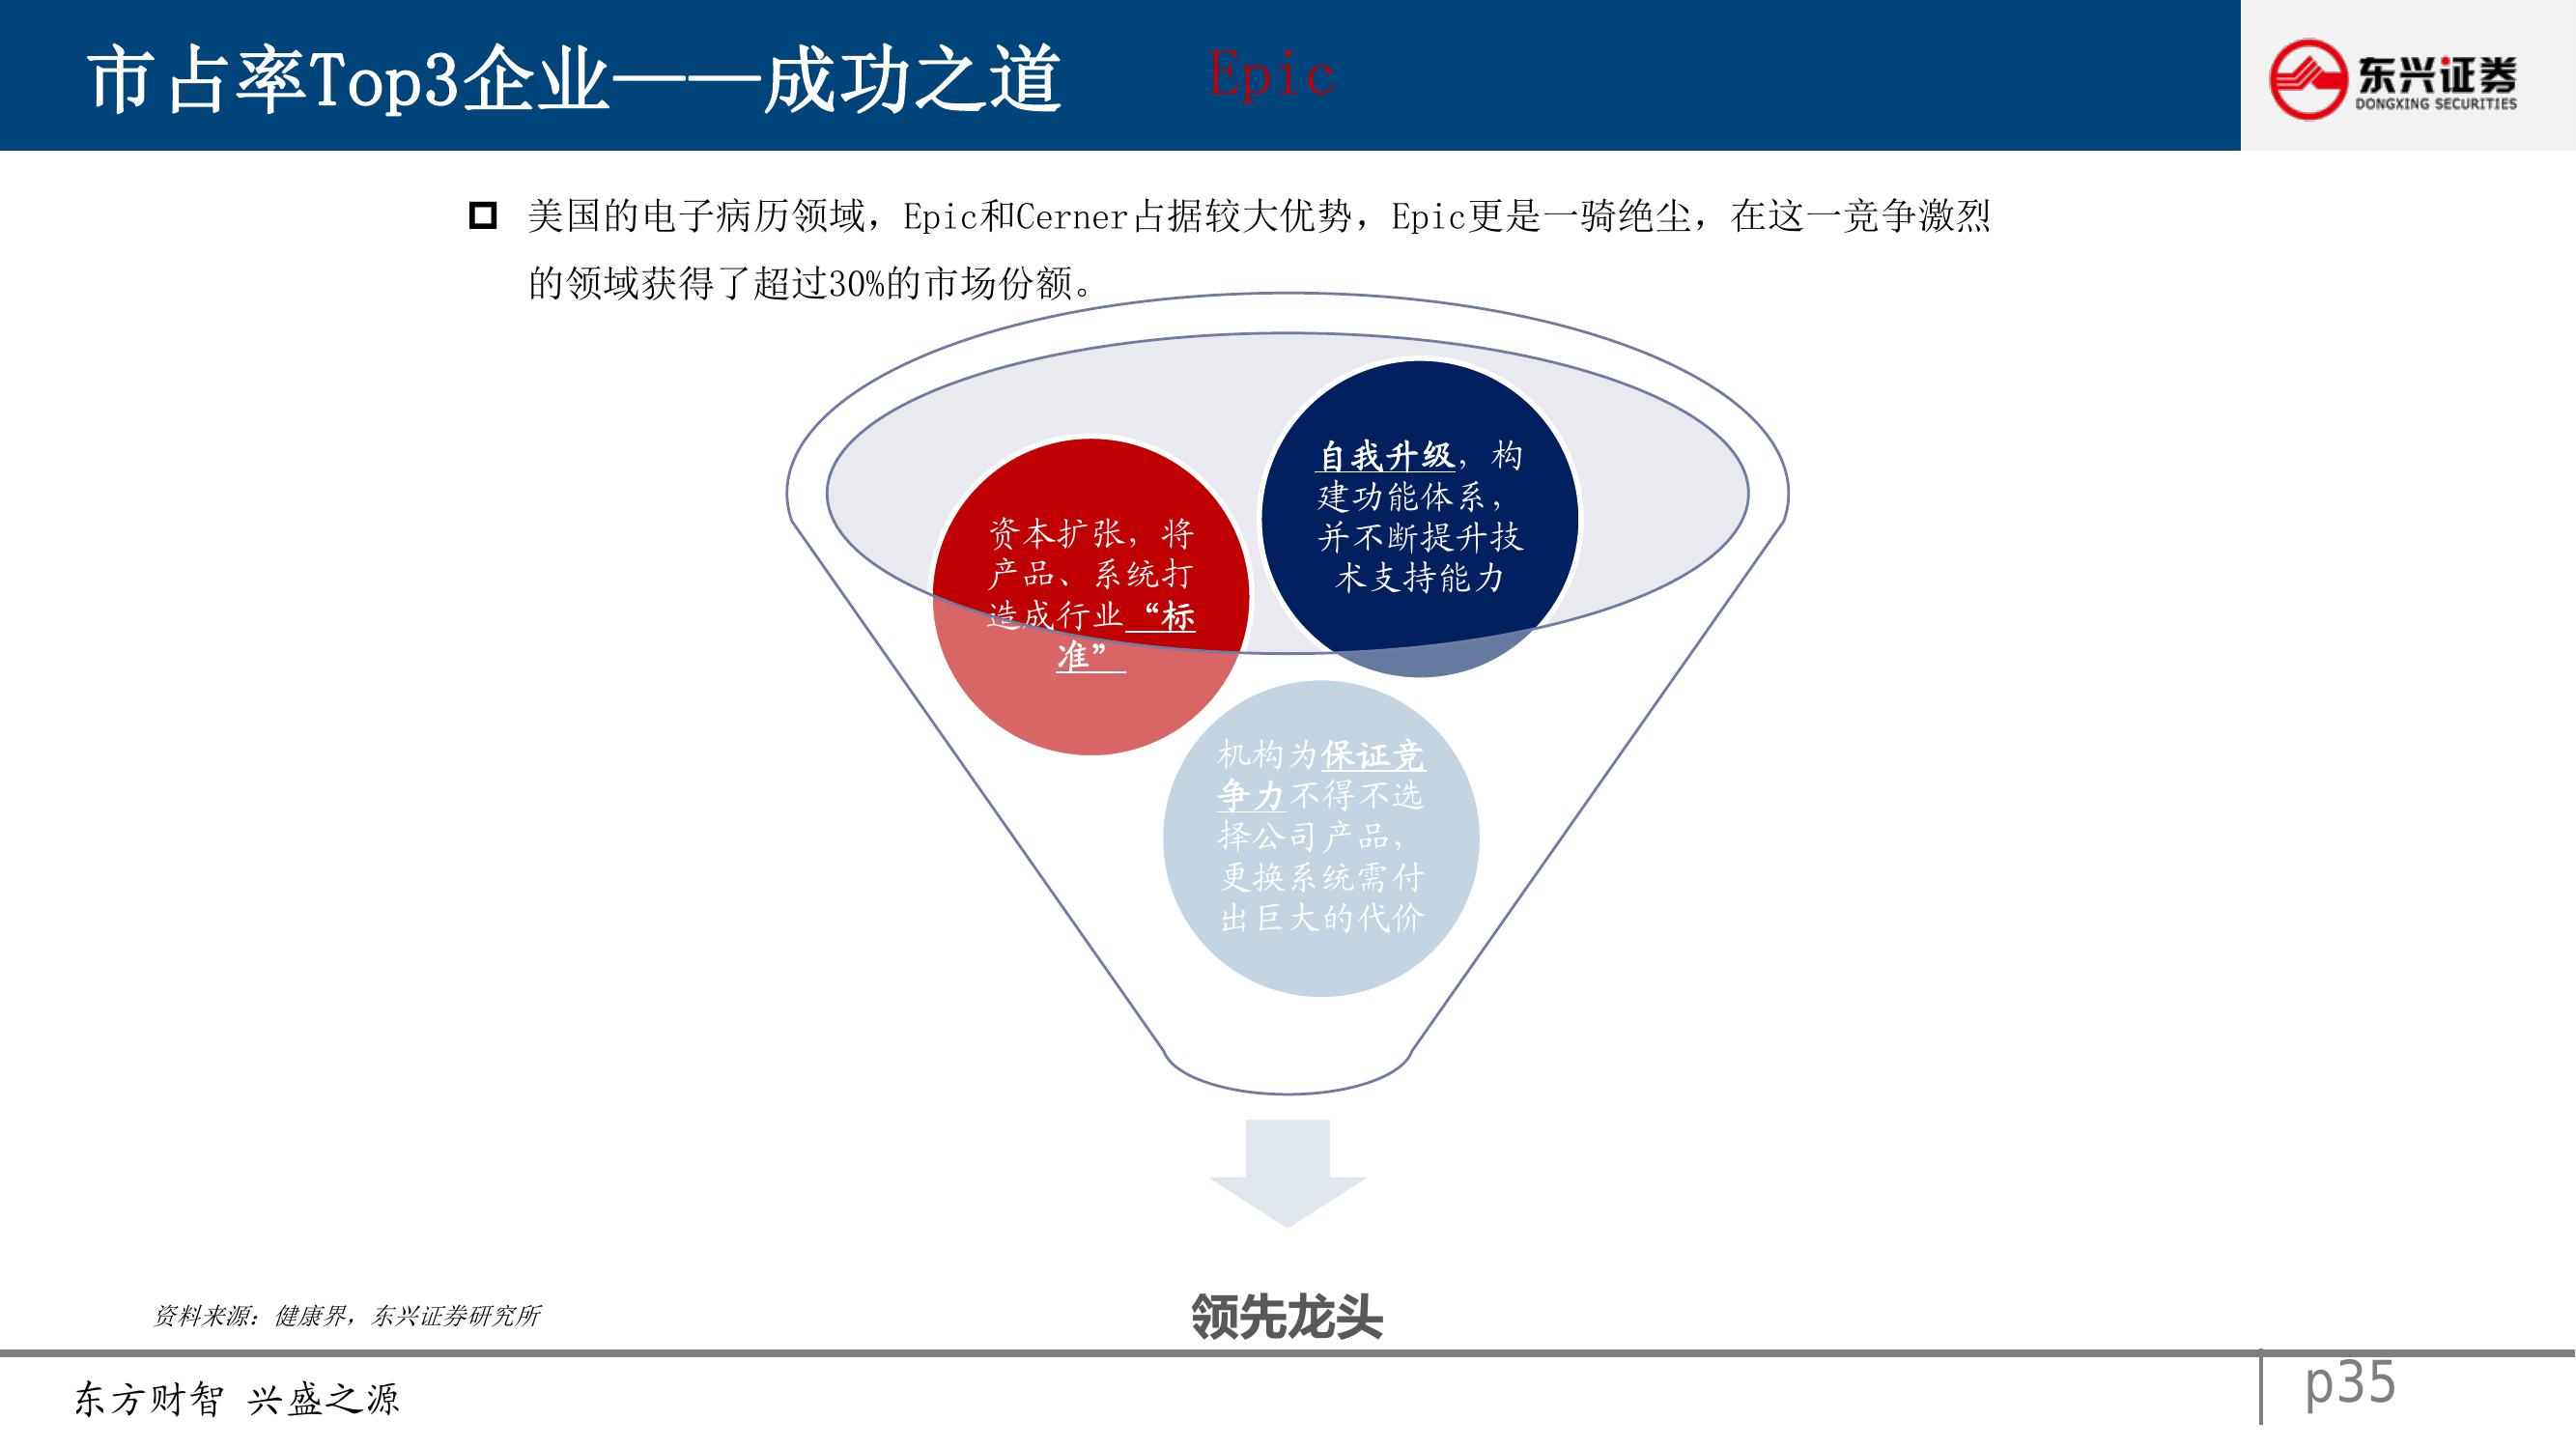 市占率Top3企业——成功之道 Epic
东兴证券
DONGXING SECURITIES
美国的电子病历领域，Epic和Cerner占据较大优势，Epic更是一骑绝尘，在这一竞争激烈
的领域获得了超过30%的市场份额。
自我升级，构
建功能体系，
并不断提升技
术支持能力
资本扩张，将
产品、系统打
造成行业“标
准”
机构为保证竞
争力不得不选
择公司产品，
更换系统需付
出巨大的代价
领先龙头
资料来源：健康界，东兴证券研究所
东方财智 兴盛之源
p35